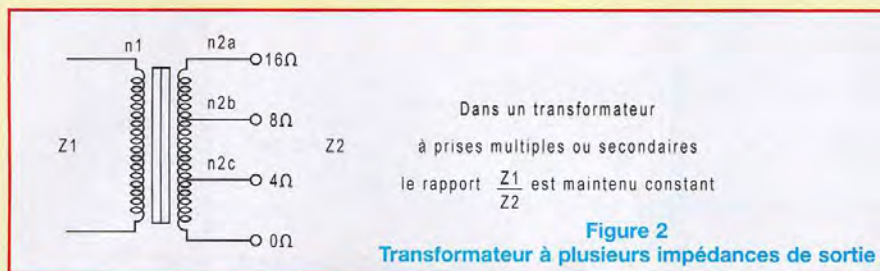 n1
n2a
16Ω
n2b
8Ω
Z1
Z2
n2c
4Ω
0Ω
Dans un transformateur
à prises multiples ou secondaires
le rapport Z1/Z2 est maintenu constant
Figure 2
Transformateur à plusieurs impédances de sortie